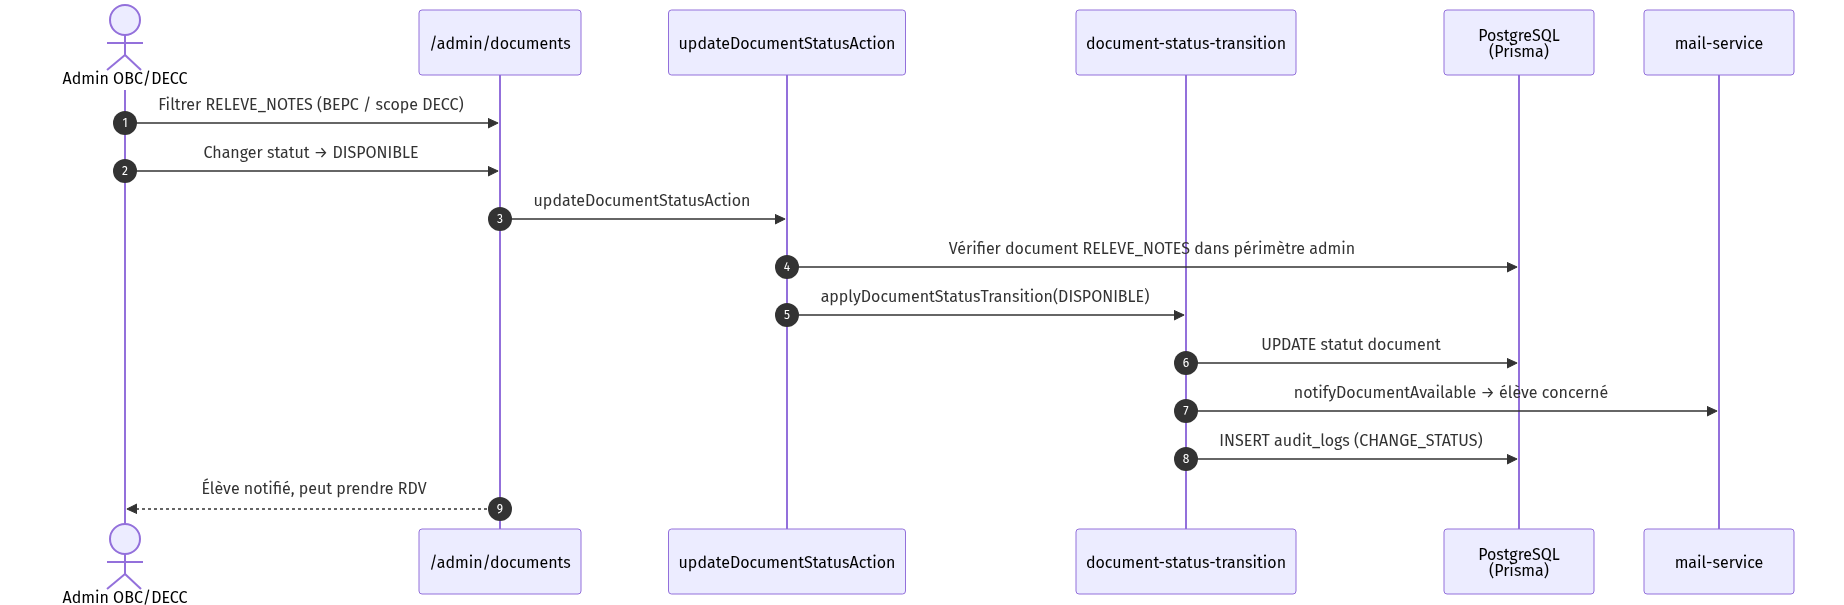 Admin OBC/DECC
/admin/documents
updateDocumentStatusAction
document-status-transition
PostgreSQL
(Prisma)
mail-service
Filtrer RELEVE_NOTES (BEPC / scope DECC)
1
Changer statut → DISPONIBLE
2
updateDocumentStatusAction
3
Vérifier document RELEVE_NOTES dans périmètre admin
4
applyDocumentStatusTransition(DISPONIBLE)
5
UPDATE statut document
6
notifyDocumentAvailable → élève concerné
7
INSERT audit_logs (CHANGE_STATUS)
8
Élève notifié, peut prendre RDV
9
Admin OBC/DECC
/admin/documents
updateDocumentStatusAction
document-status-transition
PostgreSQL
(Prisma)
mail-service